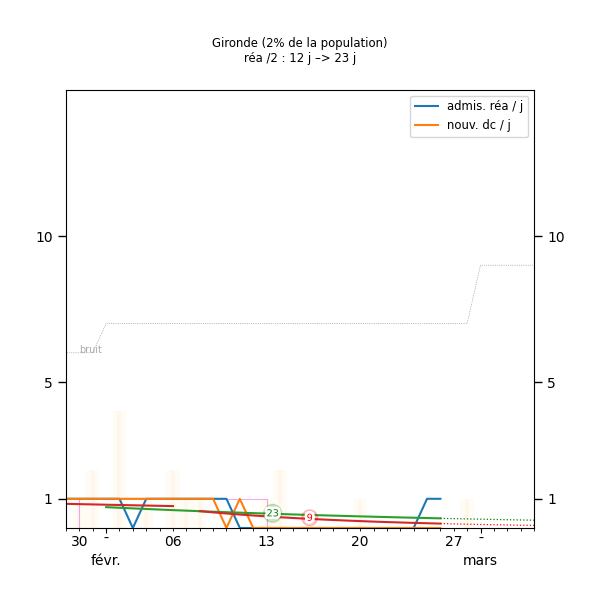 Gironde (2% de la population)
réa /2 : 12 j –> 23 j
admis. réa / j
nouv. dc / j
10 10
bruit
5 5
1 1
23 9
30 - 06 13 20 27 -
févr. mars